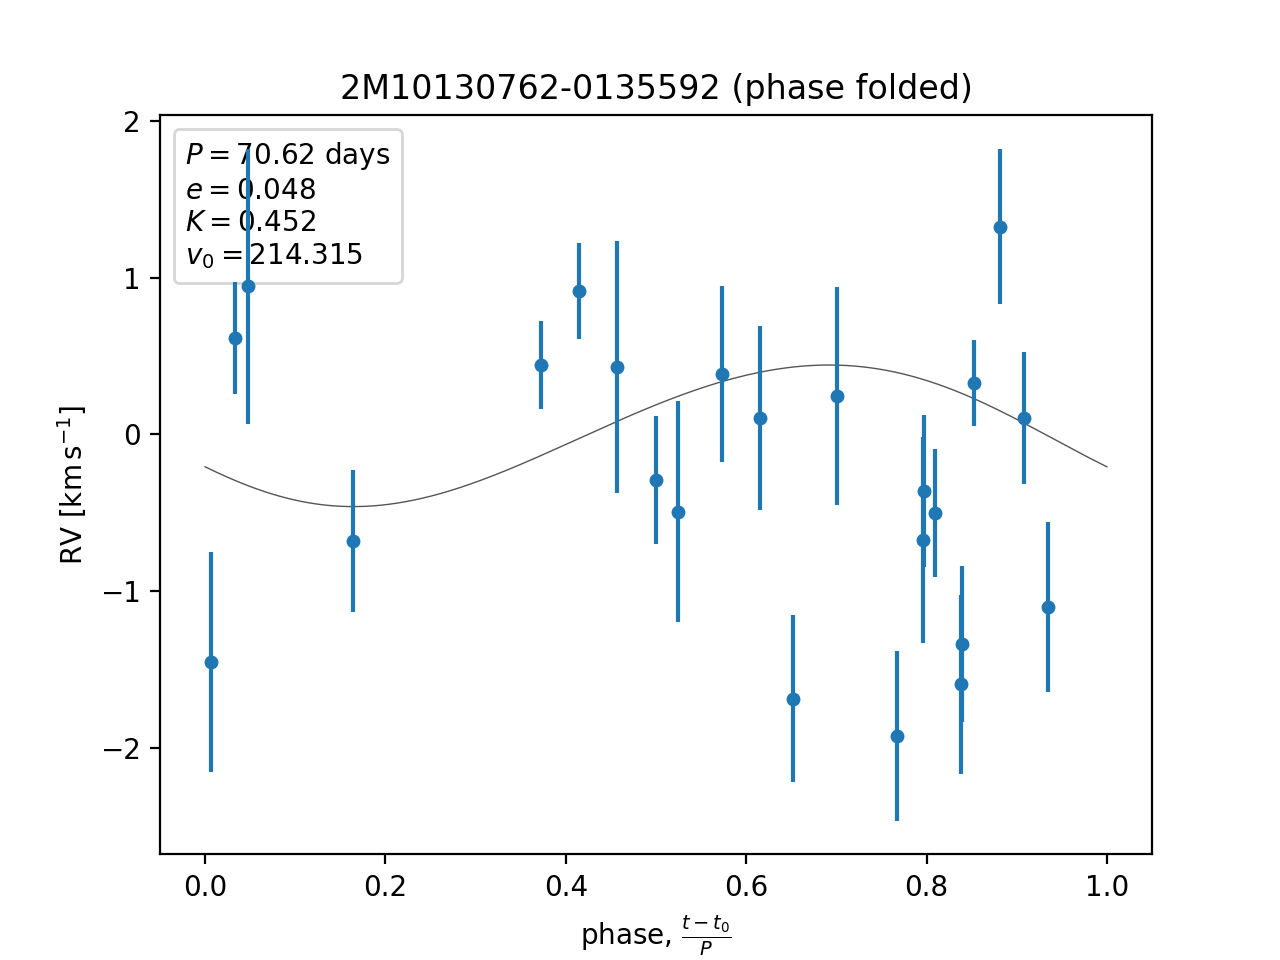 2M10130762-0135592 (phase folded)
P = 70.62 days
e = 0.048
K = 0.452
v₀ = 214.315
2
1
0
−1
−2
RV [km s⁻¹]
0.0 0.2 0.4 0.6 0.8 1.0
phase, (t − t₀)/P